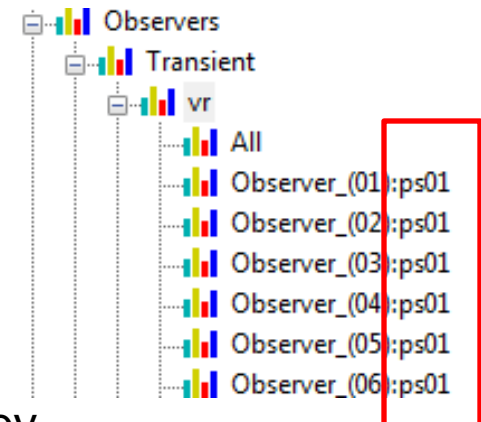 Observers
Transient
vr
All
Observer_(01):ps01
Observer_(02):ps01
Observer_(03):ps01
Observer_(04):ps01
Observer_(05):ps01
Observer_(06):ps01